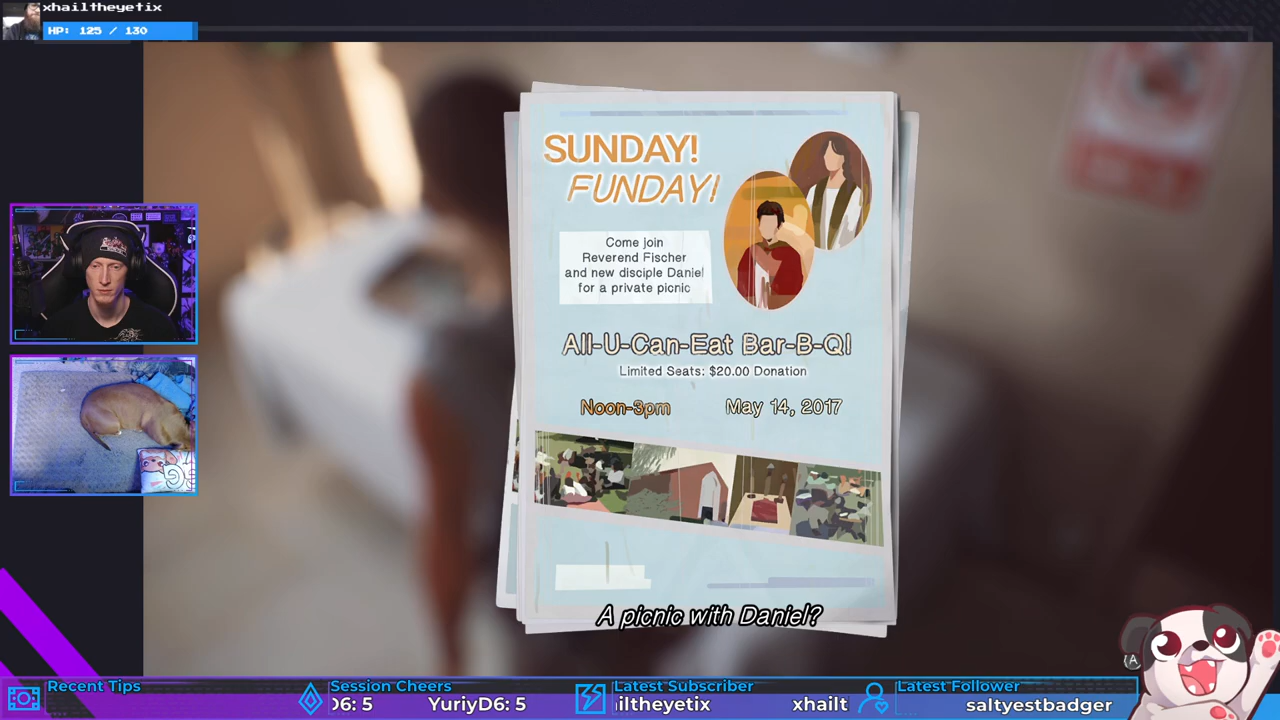 xhailtheyetix
HP: 125 / 130
SUNDAY!
FUNDAY!
Come join
Reverend Fischer
and new disciple Daniel
for a private picnic
All-U-Can-Eat Bar-B-Q!
Limited Seats: $20.00 Donation
Noon-3pm
May 14, 2017
A picnic with Daniel?
(A
Recent Tips
Session Cheers
D6: 5 YuriyD6: 5
Latest Subscriber
iltheyetix xhailt
Latest Follower
saltyestbadger